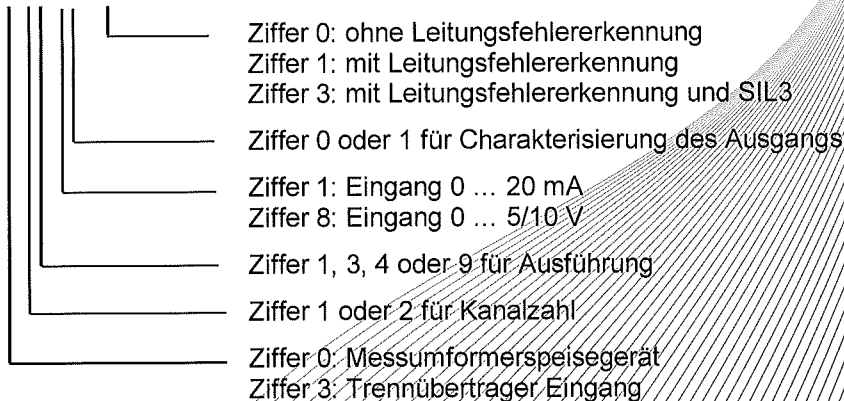 Ziffer 0: ohne Leitungsfehlererkennung
Ziffer 1: mit Leitungsfehlererkennung
Ziffer 3: mit Leitungsfehlererkennung und SIL3
Ziffer 0 oder 1 für Charakterisierung des Ausgangs
Ziffer 1: Eingang 0 ... 20 mA
Ziffer 8: Eingang 0 ... 5/10 V
Ziffer 1, 3, 4 oder 9 für Ausführung
Ziffer 1 oder 2 für Kanalzahl
Ziffer 0: Messumformerspeisegerät
Ziffer 3: Trennübertrager Eingang